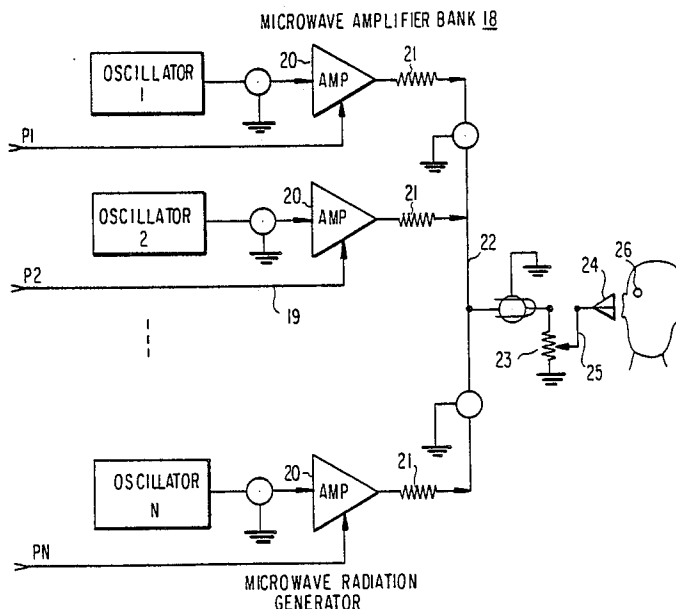 MICROWAVE AMPLIFIER BANK 18
OSCILLATOR
1
20
AMP
21
P1
OSCILLATOR
2
20
AMP
21
P2
19
22
23
24
25
26
OSCILLATOR
N
20
AMP
21
PN
MICROWAVE RADIATION
GENERATOR